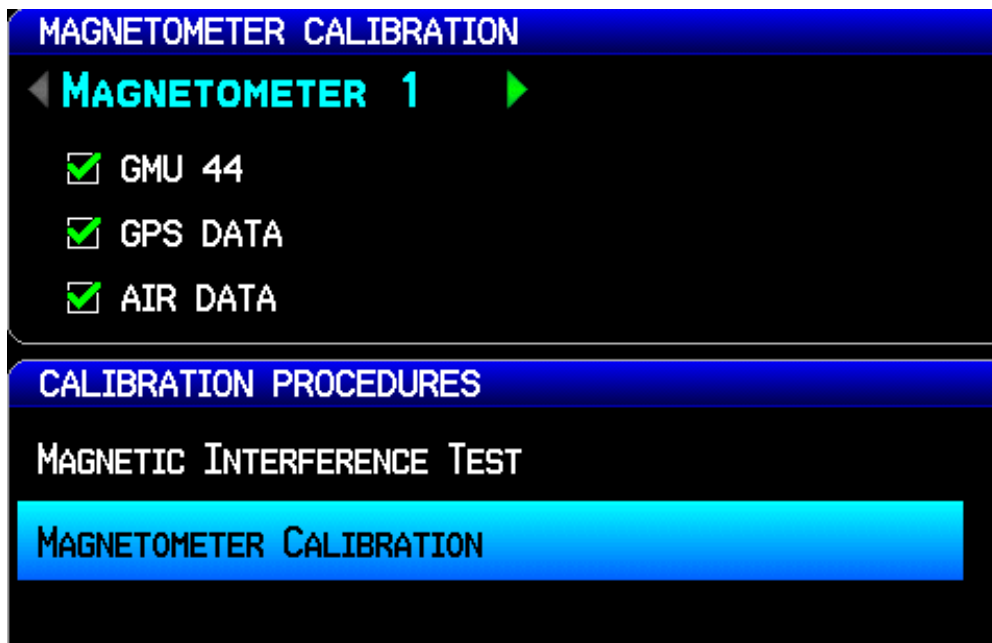 MAGNETOMETER CALIBRATION
MAGNETOMETER 1
GMU 44
GPS DATA
AIR DATA
CALIBRATION PROCEDURES
MAGNETIC INTERFERENCE TEST
MAGNETOMETER CALIBRATION